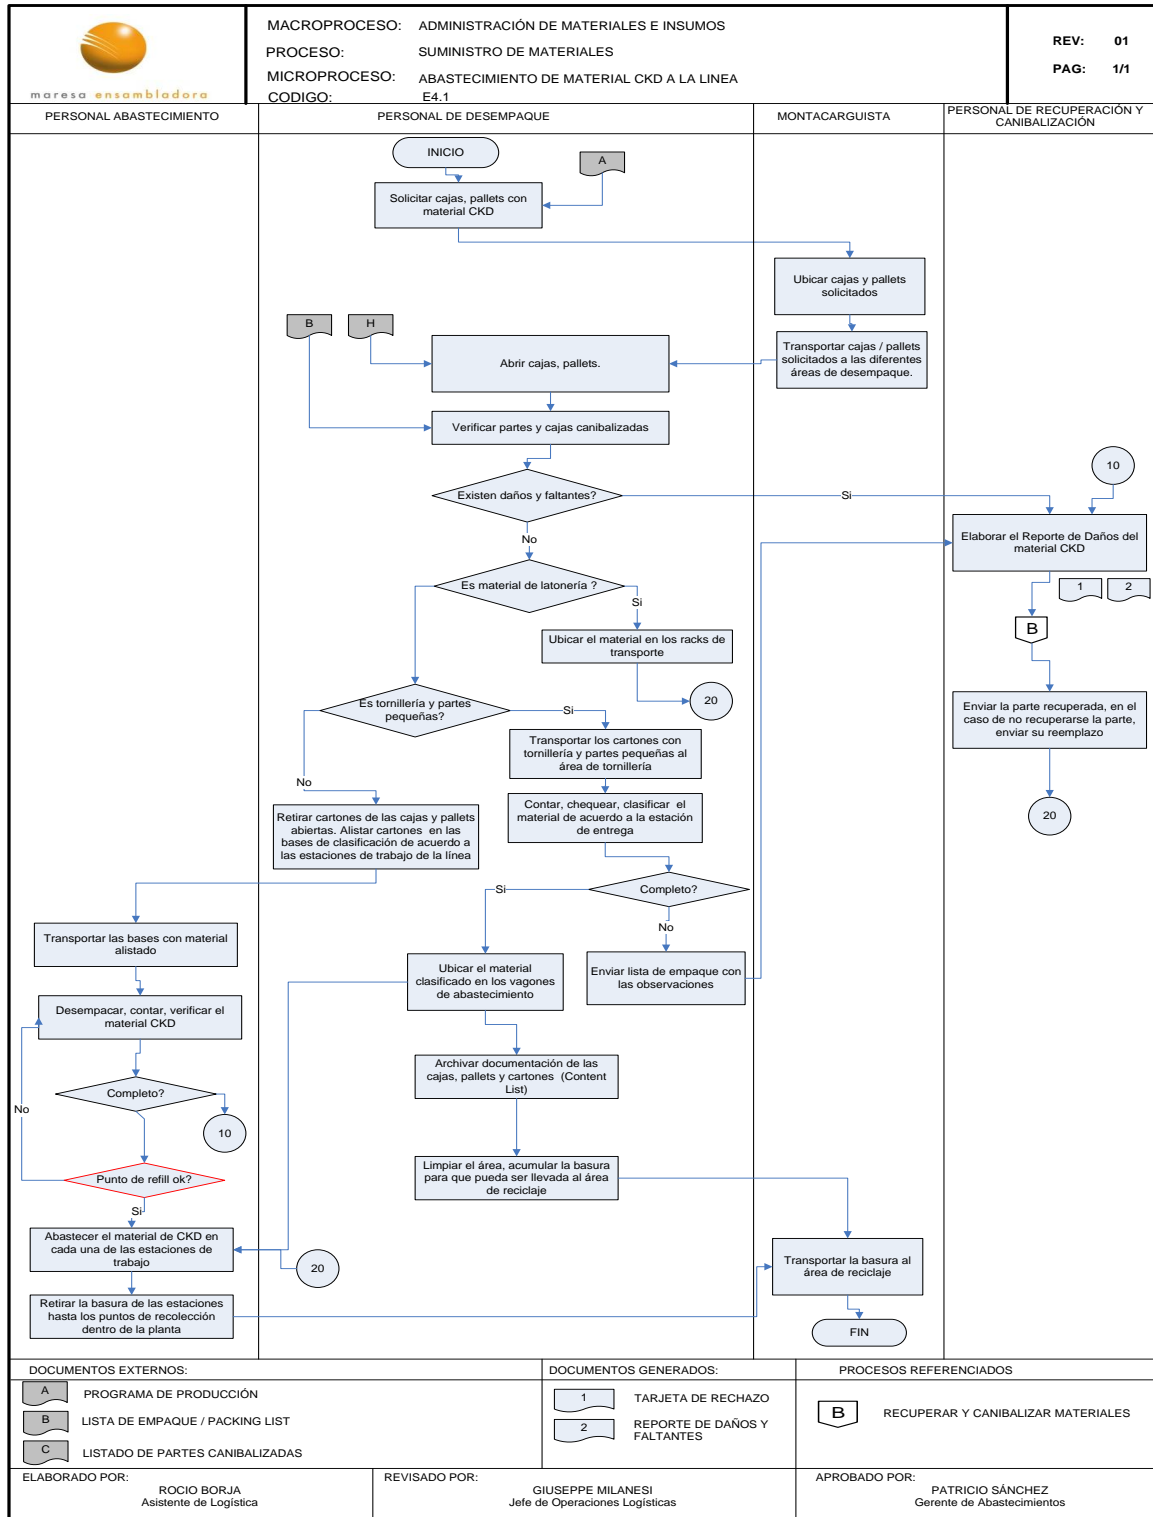 maresa ensambladora
MACROPROCESO: ADMINISTRACIÓN DE MATERIALES E INSUMOS
PROCESO: SUMINISTRO DE MATERIALES
MICROPROCESO: ABASTECIMIENTO DE MATERIAL CKD A LA LINEA
CODIGO: E4.1
REV: 01
PAG: 1/1
PERSONAL ABASTECIMIENTO
PERSONAL DE DESEMPAQUE
MONTACARGUISTA
PERSONAL DE RECUPERACIÓN Y
CANIBALIZACIÓN
INICIO
A
Solicitar cajas, pallets con
material CKD
Ubicar cajas y pallets
solicitados
B
H
Abrir cajas, pallets.
Transportar cajas / pallets
solicitados a las diferentes
áreas de desempaque.
Verificar partes y cajas canibalizadas
10
Existen daños y faltantes?
Si
No
Elaborar el Reporte de Daños del
material CKD
1
2
Es material de latonería ?
Si
B
Ubicar el material en los racks de
transporte
20
Es tornillería y partes
pequeñas?
Si
Enviar la parte recuperada, en el
caso de no recuperarse la parte,
enviar su reemplazo
Transportar los cartones con
tornillería y partes pequeñas al
área de tornillería
No
Contar, chequear, clasificar el
material de acuerdo a la estación
de entrega
20
Retirar cartones de las cajas y pallets
abiertas. Alistar cartones en las
bases de clasificación de acuerdo a
las estaciones de trabajo de la línea
Si
Completo?
No
Transportar las bases con material
alistado
Ubicar el material
clasificado en los vagones
de abastecimiento
Enviar lista de empaque con
las observaciones
Desempacar, contar, verificar el
material CKD
Archivar documentación de las
cajas, pallets y cartones (Content
List)
Completo?
No
10
Punto de refill ok?
Limpiar el área, acumular la basura
para que pueda ser llevada al área
de reciclaje
Si
Abastecer el material de CKD en
cada una de las estaciones de
trabajo
20
Transportar la basura al
área de reciclaje
Retirar la basura de las estaciones
hasta los puntos de recolección
dentro de la planta
FIN
DOCUMENTOS EXTERNOS:
A PROGRAMA DE PRODUCCIÓN
B LISTA DE EMPAQUE / PACKING LIST
C LISTADO DE PARTES CANIBALIZADAS
DOCUMENTOS GENERADOS:
1 TARJETA DE RECHAZO
2 REPORTE DE DAÑOS Y
FALTANTES
PROCESOS REFERENCIADOS
B RECUPERAR Y CANIBALIZAR MATERIALES
ELABORADO POR:
ROCIO BORJA
Asistente de Logística
REVISADO POR:
GIUSEPPE MILANESI
Jefe de Operaciones Logísticas
APROBADO POR:
PATRICIO SÁNCHEZ
Gerente de Abastecimientos